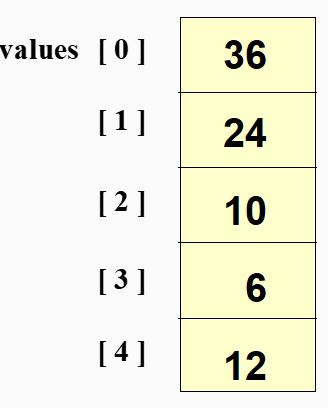 values [ 0 ] 36
[ 1 ] 24
[ 2 ] 10
[ 3 ] 6
[ 4 ] 12